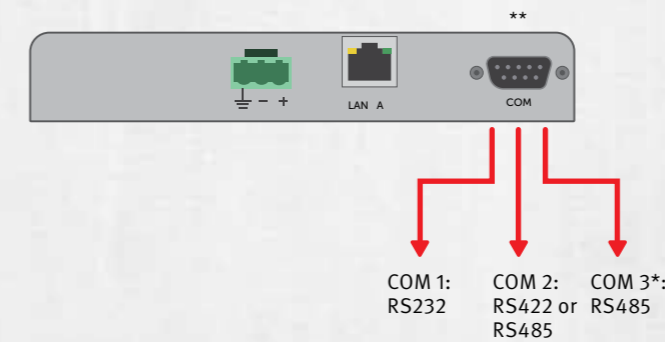 **
- +
LAN A
COM
COM 1:
RS232
COM 2:
RS422 or
RS485
COM 3*:
RS485